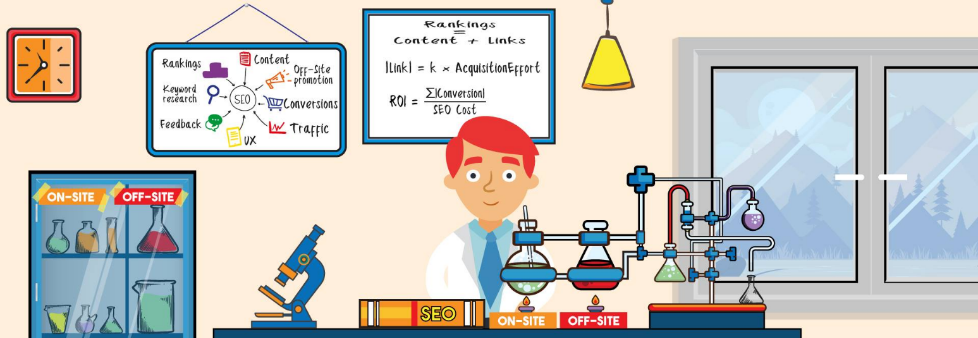 Rankings
Content
Keyword
research
Off-Site
promotion
SEO
Conversions
Feedback
UX
Traffic
Rankings
=
Content + Links
|Link| = k × AcquisitionEffort
ROI = Σ|Conversion|
SEO Cost
ON-SITE OFF-SITE
SEO
ON-SITE OFF-SITE